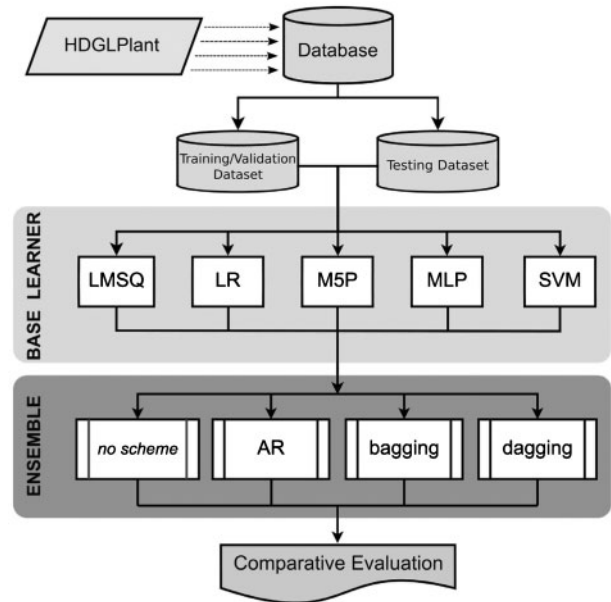 HDGLPlant
Database
Training/Validation
Dataset
Testing Dataset
BASE LEARNER
LMSQ
LR
M5P
MLP
SVM
ENSEMBLE
no scheme
AR
bagging
dagging
Comparative Evaluation